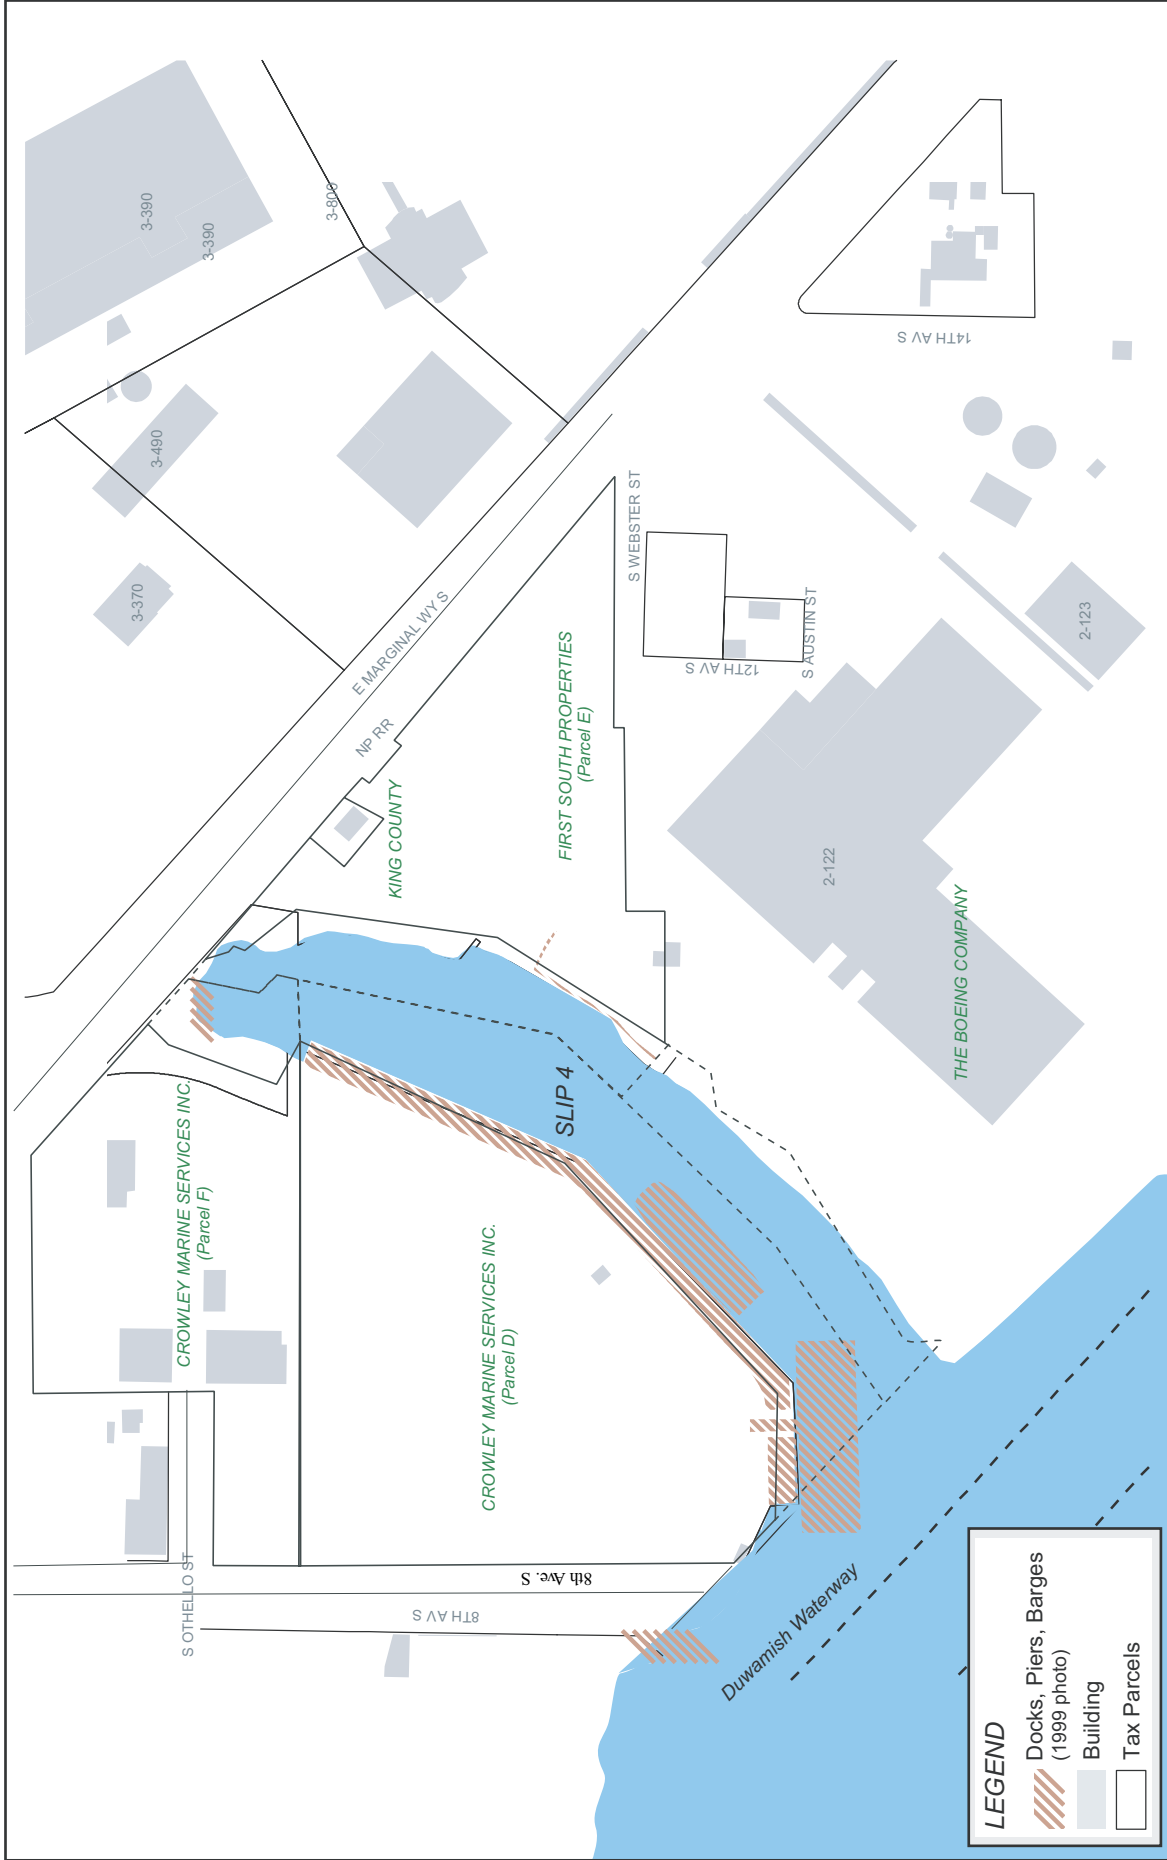 3-390
3-390
3-800
3-490
3-370
E MARGINAL WY S
NP RR
14TH AV S
S WEBSTER ST
12TH AV S
S AUSTIN ST
2-123
2-122
KING COUNTY
FIRST SOUTH PROPERTIES
(Parcel E)
THE BOEING COMPANY
SLIP 4
CROWLEY MARINE SERVICES INC.
(Parcel F)
CROWLEY MARINE SERVICES INC.
(Parcel D)
S OTHELLO ST
8th Ave. S
8TH AV S
Duwamish Waterway
LEGEND
Docks, Piers, Barges
(1999 photo)
Building
Tax Parcels